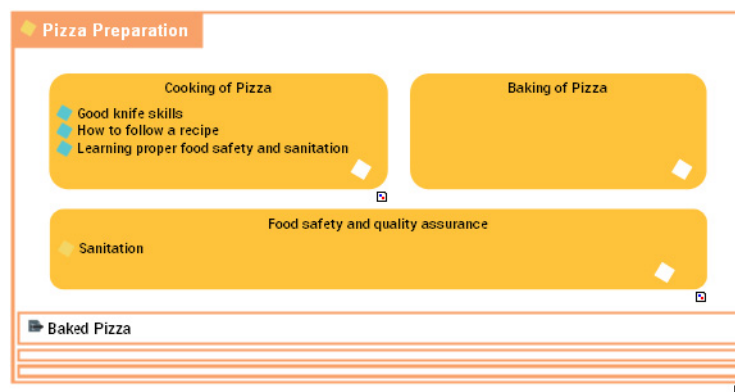 Pizza Preparation
Cooking of Pizza
Good knife skills
How to follow a recipe
Learning proper food safety and sanitation
Baking of Pizza
Food safety and quality assurance
Sanitation
Baked Pizza